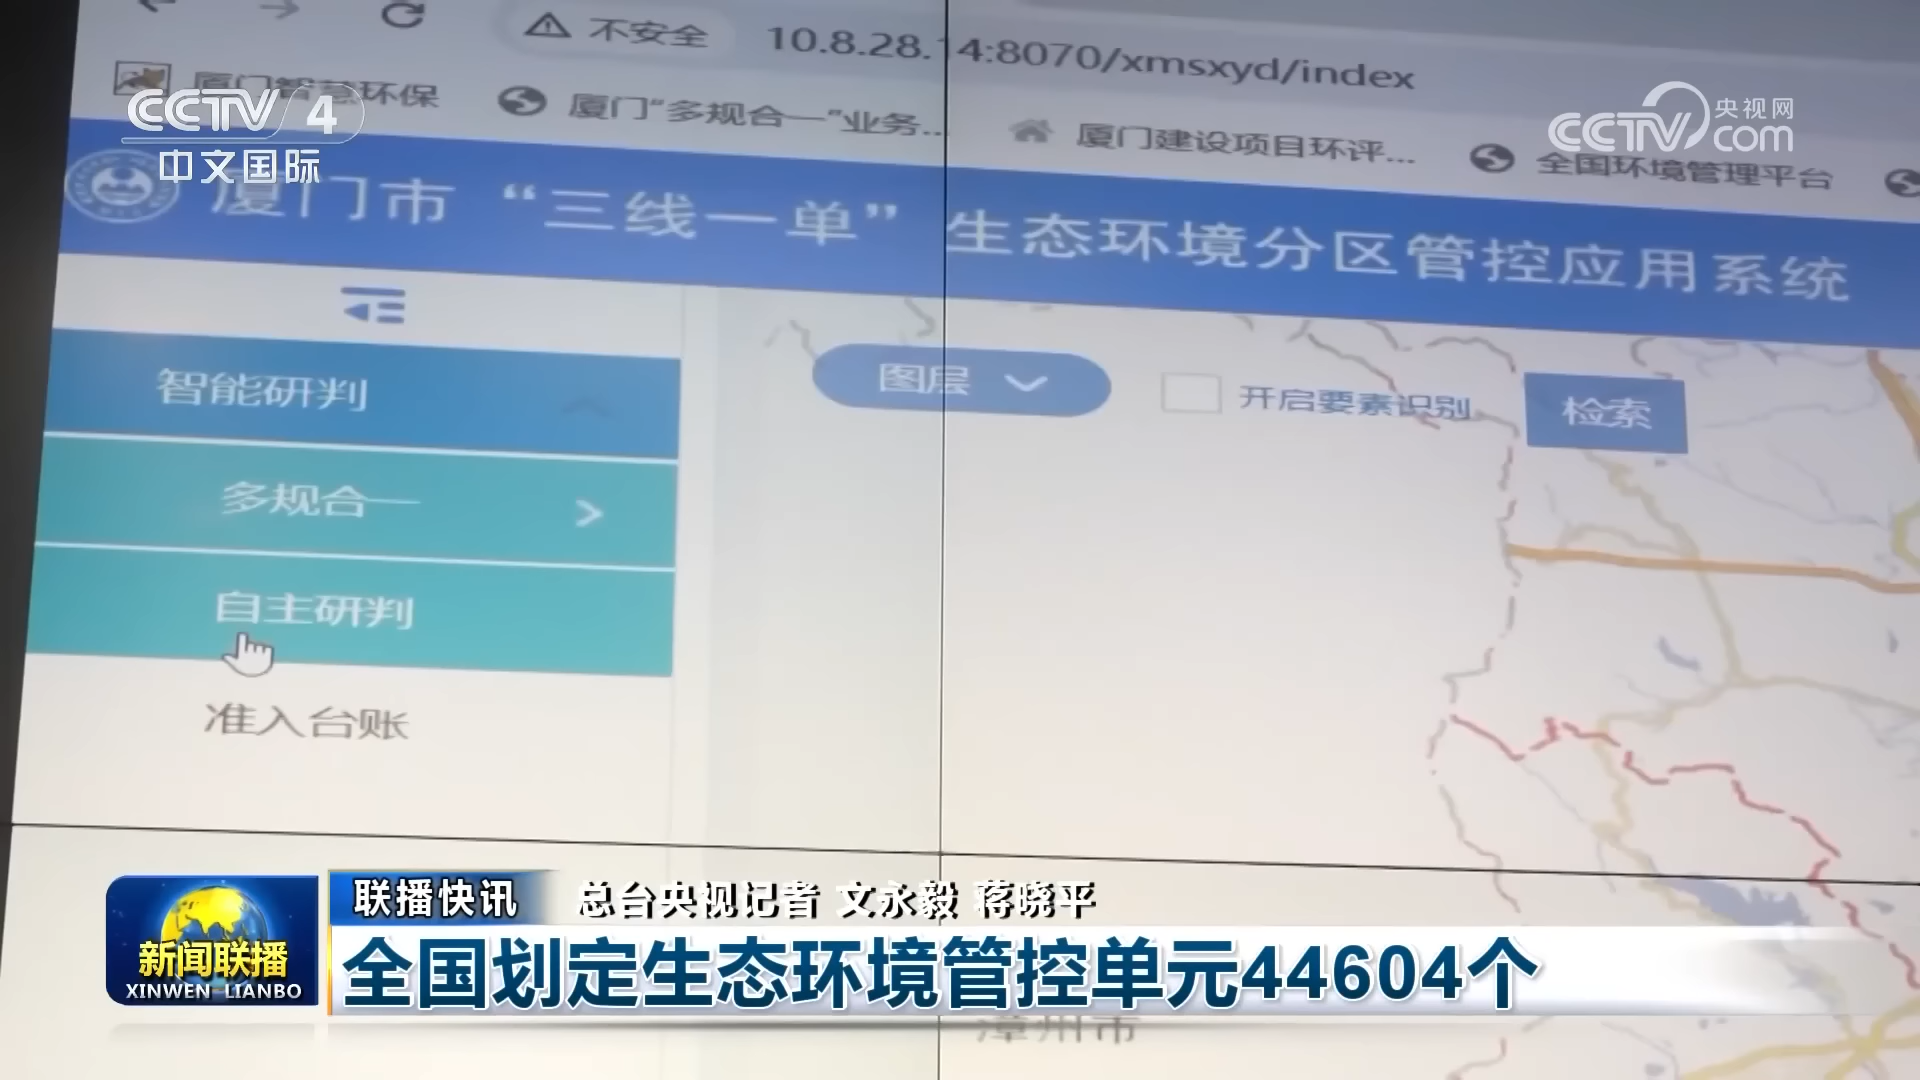 不安全 10.8.28.14:8070/xmsxyd/index
厦门智慧环保 厦门“多规合一”业务... 厦门建设项目环评... 全国环境管理平台
CCTV 4
中文国际
CCTV 央视网
com
厦门市“三线一单”生态环境分区管控应用系统
智能研判
图层 开启要素识别 检索
多规合一
自主研判
准入台账
联播快讯 总台央视记者 文永毅 蒋晓平
新闻联播
XINWEN LIANBO
全国划定生态环境管控单元44604个
漳州市